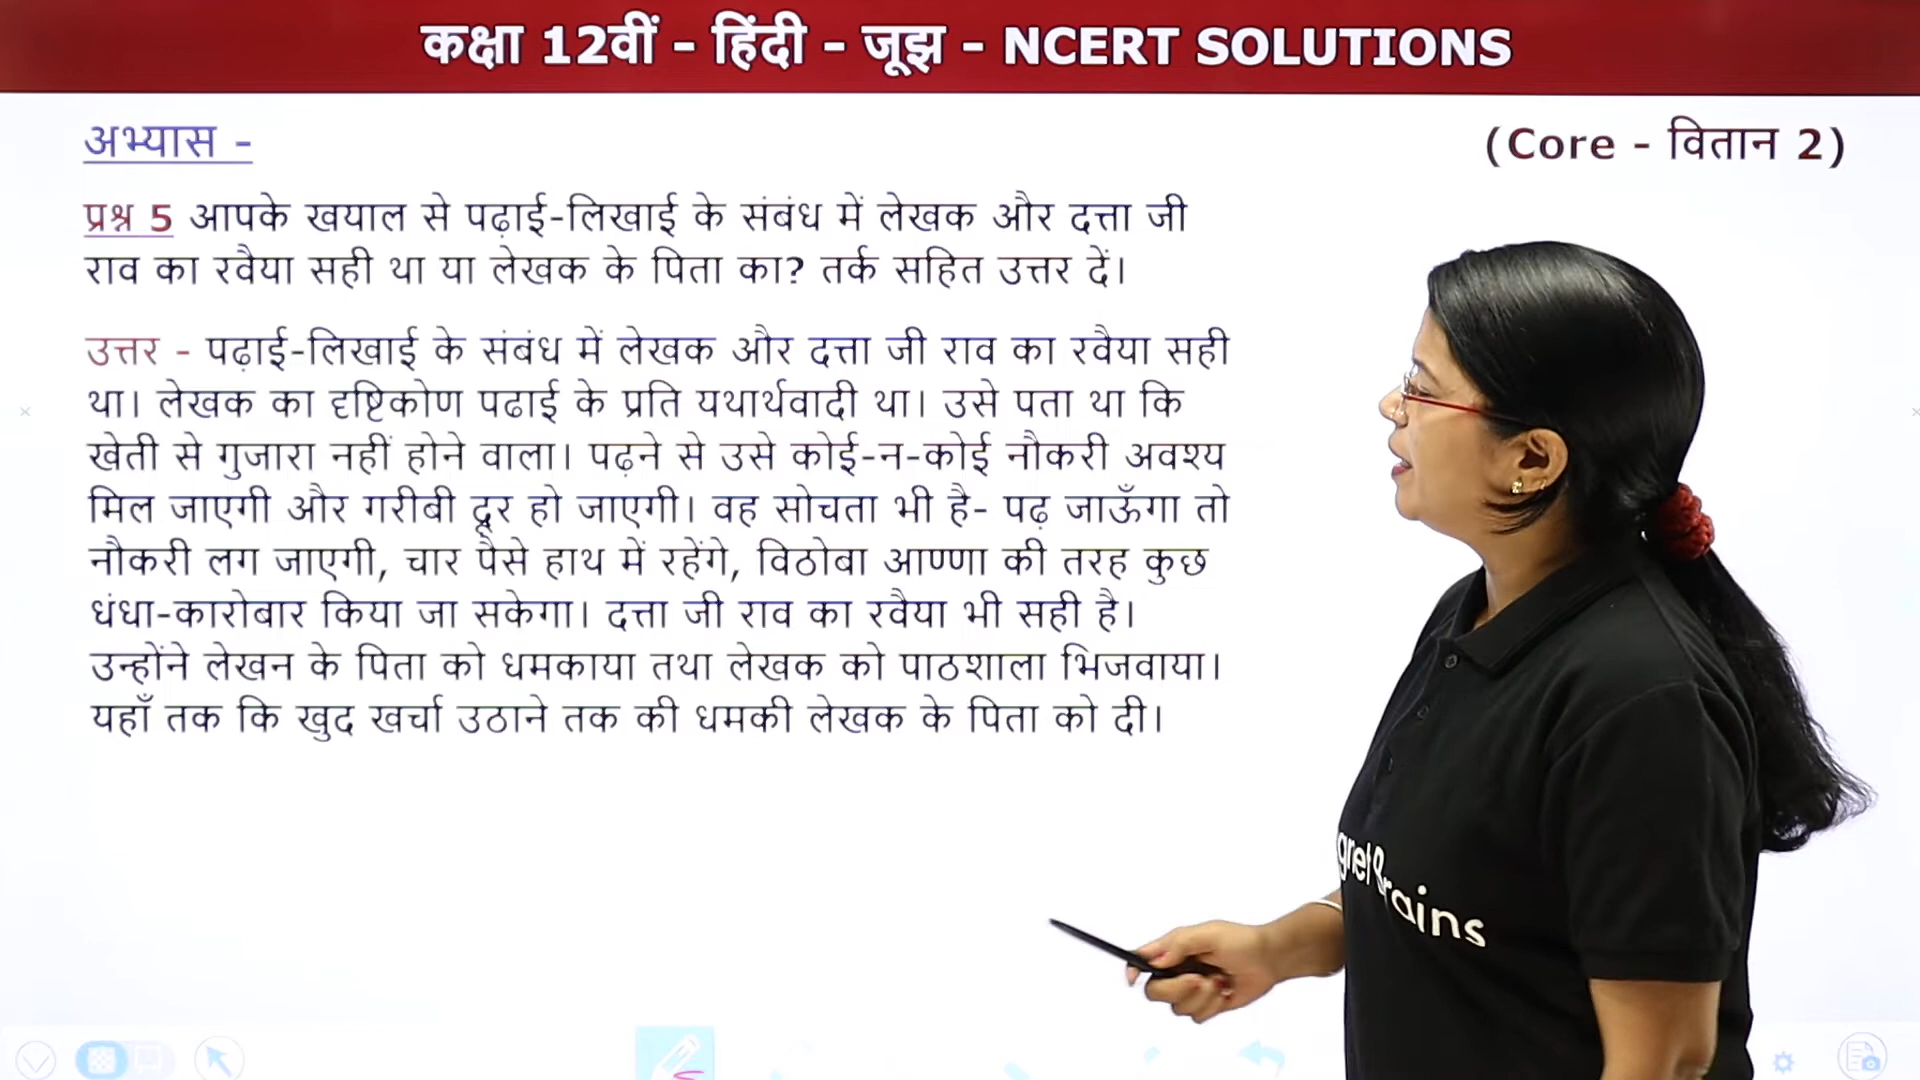 कक्षा 12वीं - हिंदी - जूझ - NCERT SOLUTIONS
अभ्यास -
(Core - वितान 2)
प्रश्न 5 आपके खयाल से पढ़ाई-लिखाई के संबंध में लेखक और दत्ता जी
राव का रवैया सही था या लेखक के पिता का? तर्क सहित उत्तर दें।
उत्तर - पढ़ाई-लिखाई के संबंध में लेखक और दत्ता जी राव का रवैया सही
था। लेखक का दृष्टिकोण पढाई के प्रति यथार्थवादी था। उसे पता था कि
खेती से गुजारा नहीं होने वाला। पढ़ने से उसे कोई-न-कोई नौकरी अवश्य
मिल जाएगी और गरीबी दूर हो जाएगी। वह सोचता भी है- पढ़ जाऊँगा तो
नौकरी लग जाएगी, चार पैसे हाथ में रहेंगे, विठोबा आण्णा की तरह कुछ
धंधा-कारोबार किया जा सकेगा। दत्ता जी राव का रवैया भी सही है।
उन्होंने लेखन के पिता को धमकाया तथा लेखक को पाठशाला भिजवाया।
यहाँ तक कि खुद खर्चा उठाने तक की धमकी लेखक के पिता को दी।
gnet Brains